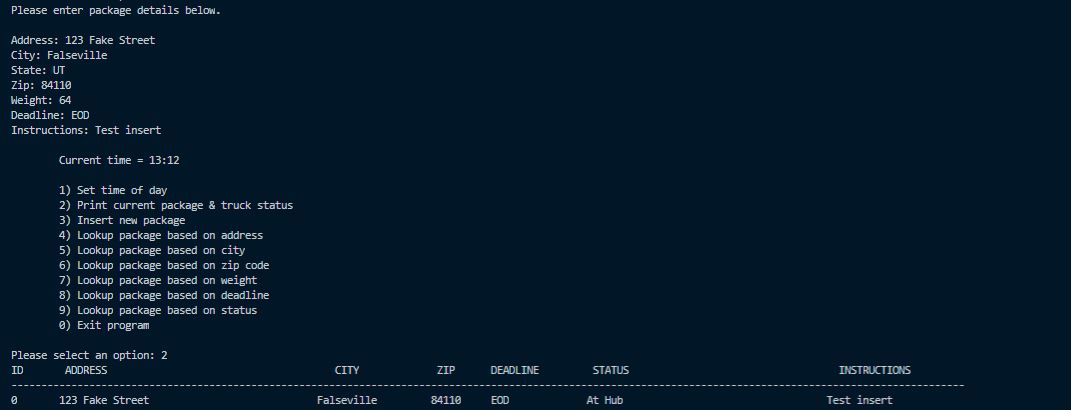 Please enter package details below.
Address: 123 Fake Street
City: Falseville
State: UT
Zip: 84110
Weight: 64
Deadline: EOD
Instructions: Test insert
Current time = 13:12
1) Set time of day
2) Print current package & truck status
3) Insert new package
4) Lookup package based on address
5) Lookup package based on city
6) Lookup package based on zip code
7) Lookup package based on weight
8) Lookup package based on deadline
9) Lookup package based on status
0) Exit program
Please select an option: 2
ID ADDRESS CITY ZIP DEADLINE STATUS INSTRUCTIONS
0 123 Fake Street Falseville 84110 EOD At Hub Test insert